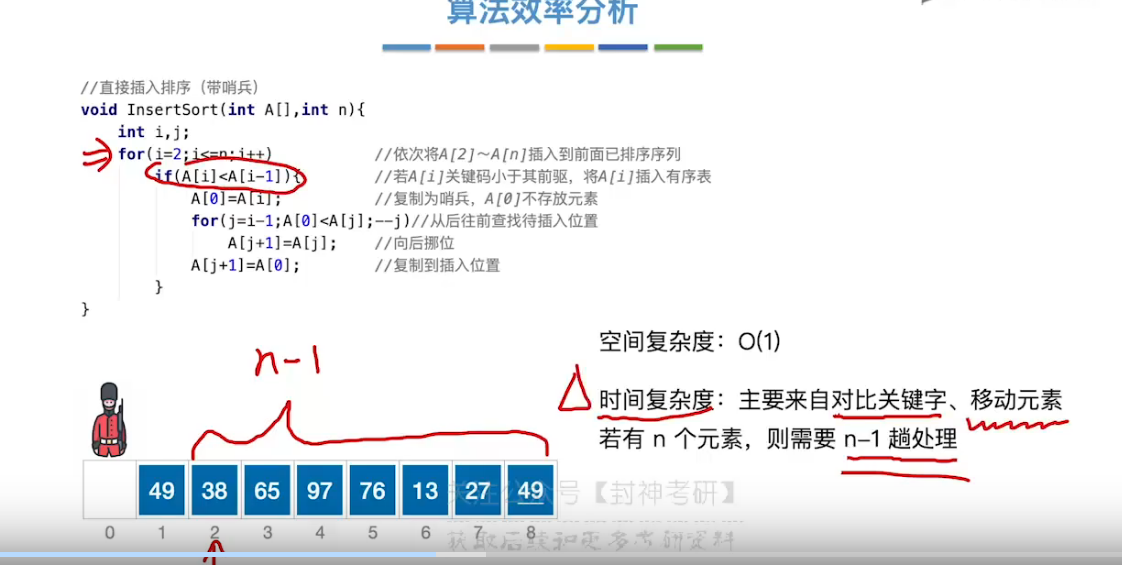 算法效率分析
//直接插入排序（带哨兵）
void InsertSort(int A[],int n){
int i,j;
for(i=2;i<=n;i++) //依次将A[2]～A[n]插入到前面已排序序列
if(A[i]<A[i-1]){ //若A[i]关键码小于其前驱，将A[i]插入有序表
A[0]=A[i]; //复制为哨兵，A[0]不存放元素
for(j=i-1;A[0]<A[j];--j)//从后往前查找待插入位置
A[j+1]=A[j]; //向后挪位
A[j+1]=A[0]; //复制到插入位置
}
}
空间复杂度：O(1)
n-1
时间复杂度：主要来自对比关键字、移动元素
若有 n 个元素，则需要 n–1 趟处理
49 38 65 97 76 13 27 49
关注公众号【封神考研】
0 1 2 3 4 5 6 7 8
获取后续和更多考研资料